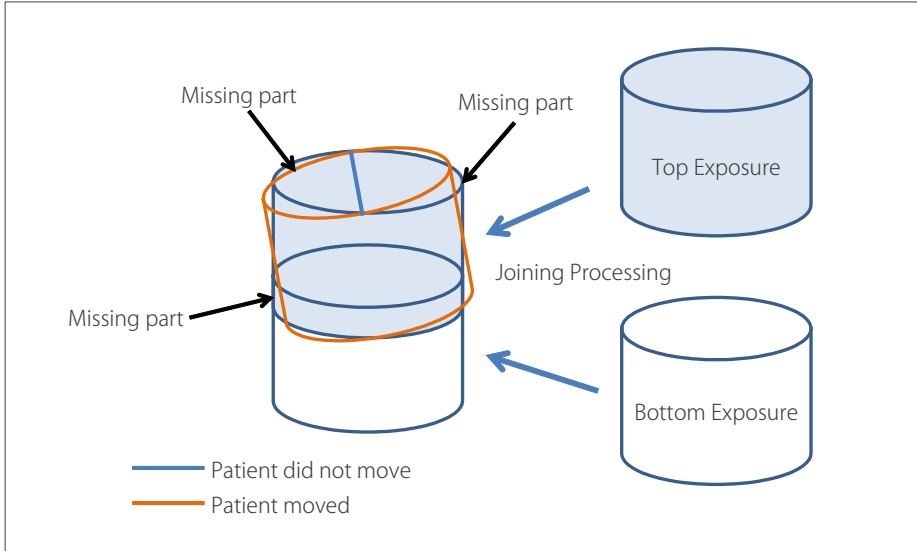 Missing part
Missing part
Top Exposure
Joining Processing
Missing part
Bottom Exposure
Patient did not move
Patient moved